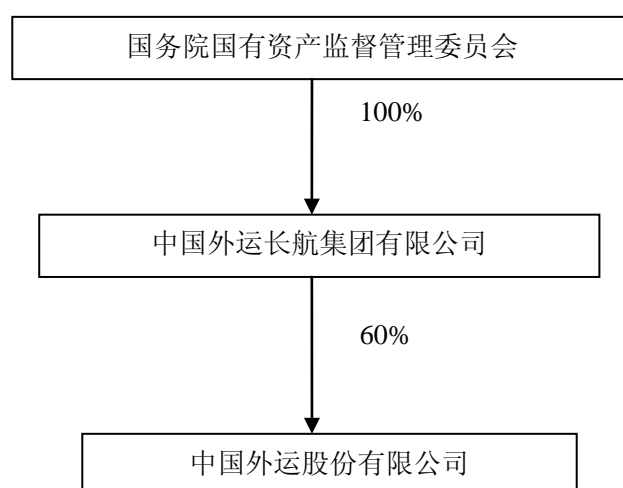 国务院国有资产监督管理委员会
100%
中国外运长航集团有限公司
60%
中国外运股份有限公司